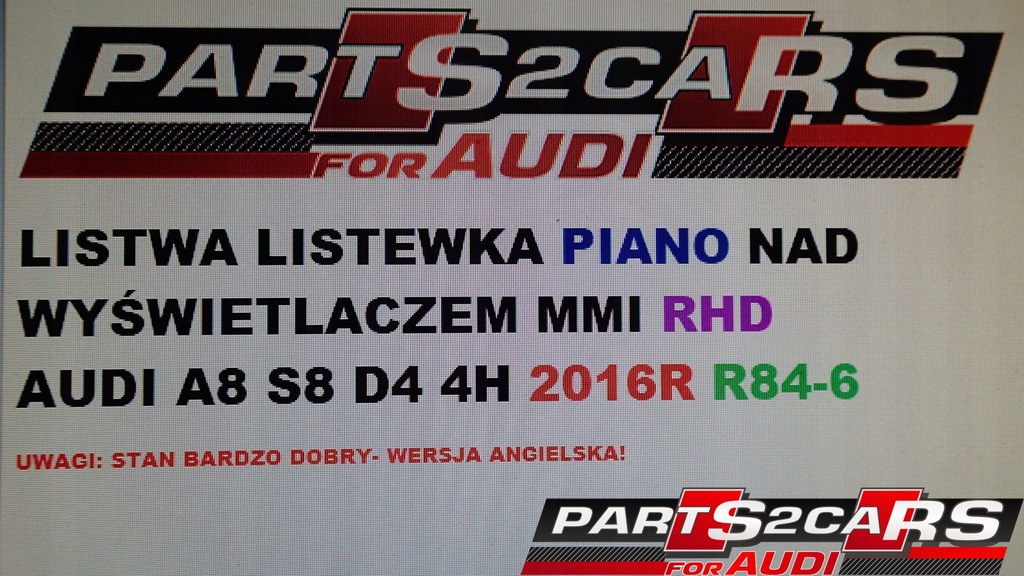 PARTS2CARS
FOR AUDI
LISTWA LISTEWKA PIANO NAD
WYŚWIETLACZEM MMI RHD
AUDI A8 S8 D4 4H 2016R R84-6
UWAGI: STAN BARDZO DOBRY- WERSJA ANGIELSKA!
PARTS2CARS
FOR AUDI